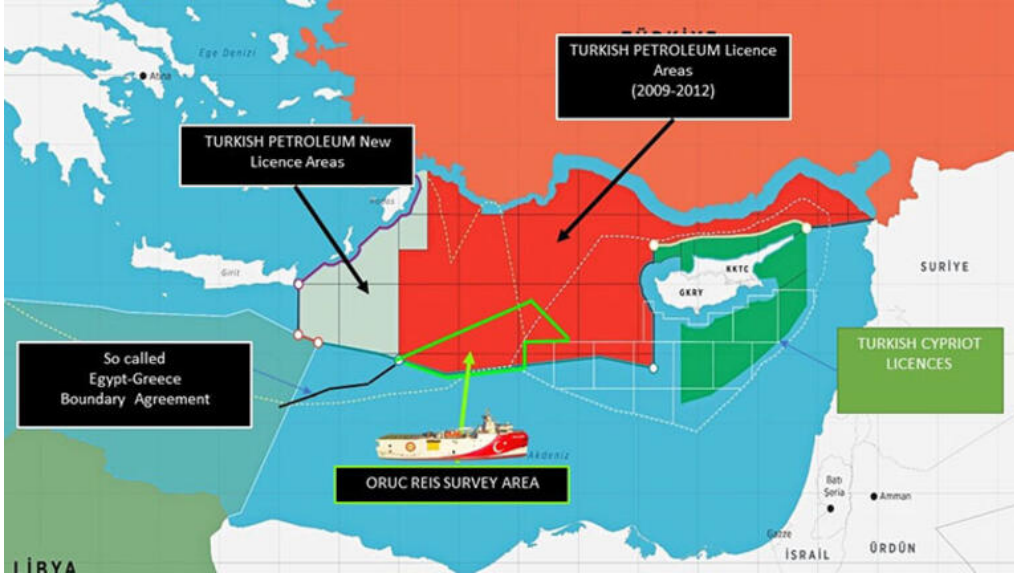 TÜRKİYE
Ege Denizi
Atina
TURKISH PETROLEUM Licence
Areas
(2009-2012)
TURKISH PETROLEUM New
Licence Areas
Girit
KKTC
GKRY
SURİYE
So called
Egypt-Greece
Boundary Agreement
TURKISH CYPRIOT
LICENCES
Akdeniz
ORUC REIS SURVEY AREA
Batı
Şeria
Amman
Gazze
İSRAİL
ÜRDÜN
LİBYA